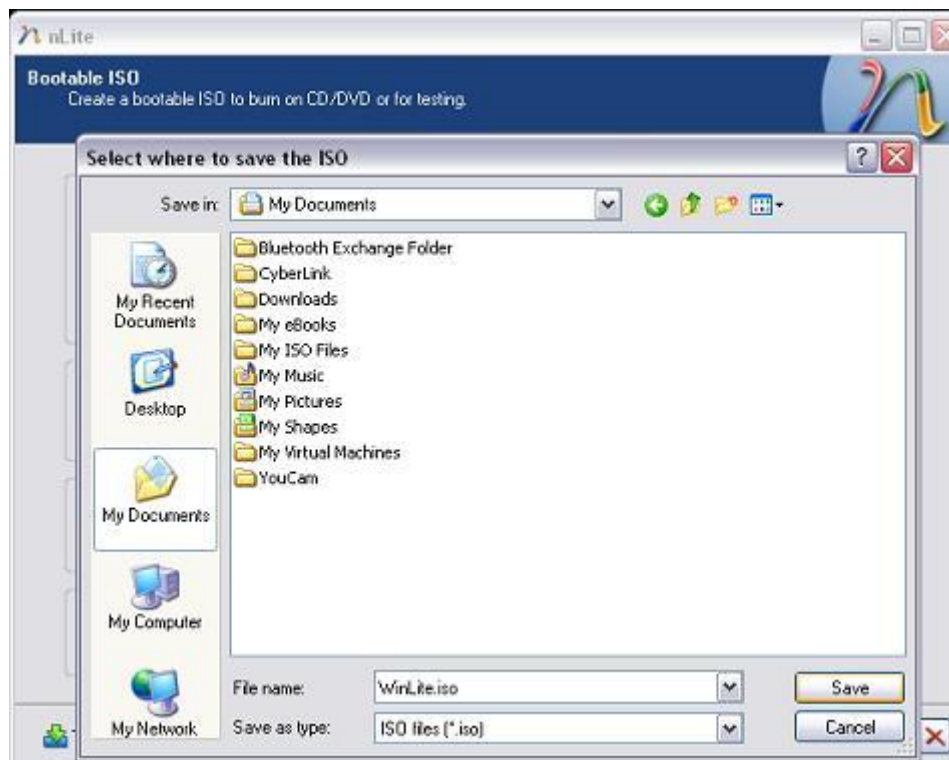 nLite
Bootable ISO
Create a bootable ISO to burn on CD/DVD or for testing.
Select where to save the ISO
Save in:
My Documents
My Recent
Documents
Desktop
My Documents
My Computer
My Network
Bluetooth Exchange Folder
CyberLink
Downloads
My eBooks
My ISO Files
My Music
My Pictures
My Shapes
My Virtual Machines
YouCam
File name:
WinLite.iso
Save
Save as type:
ISO files (*.iso)
Cancel